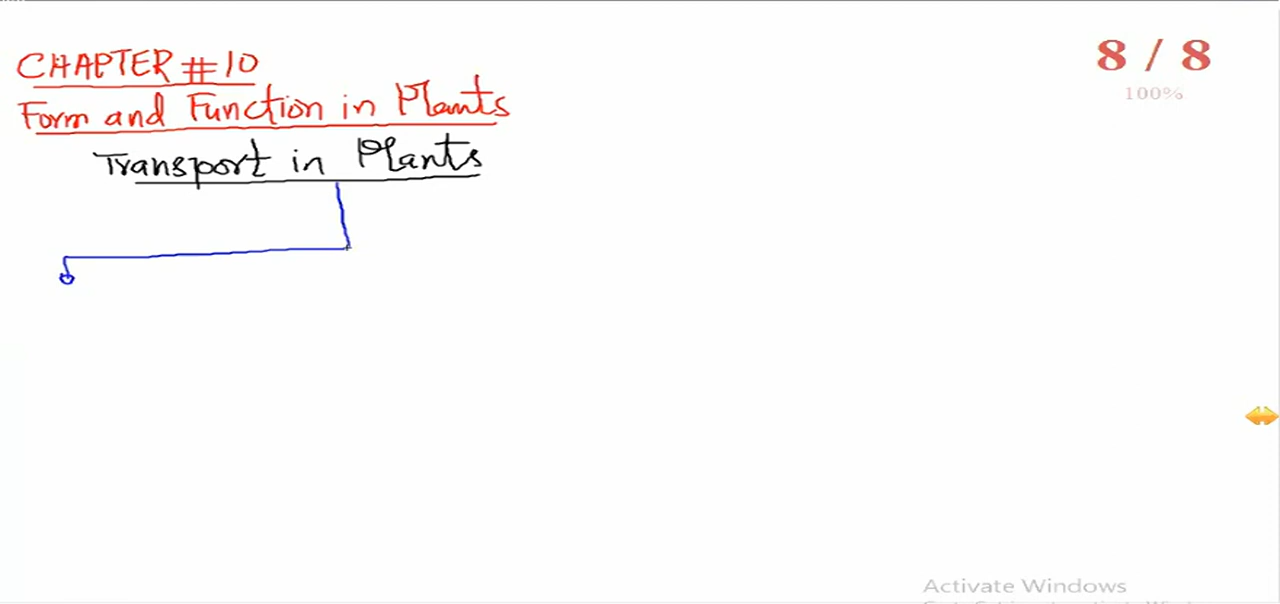 CHAPTER #10
Form and Function in Plants
Transport in Plants
8 / 8
100%
Activate Windows